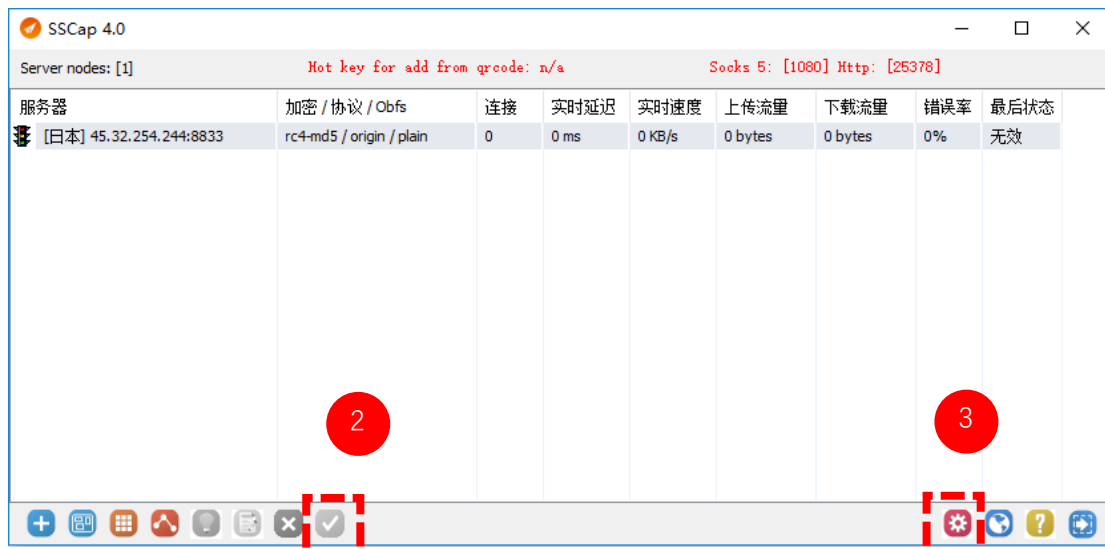 SSCap 4.0
Server nodes: [1] Hot key for add from qrcode: n/a Socks 5: [1080] Http: [25378]
服务器 加密 / 协议 / Obfs 连接 实时延迟 实时速度 上传流量 下载流量 错误率 最后状态
[日本] 45.32.254.244:8833 rc4-md5 / origin / plain 0 0 ms 0 KB/s 0 bytes 0 bytes 0% 无效
2 3